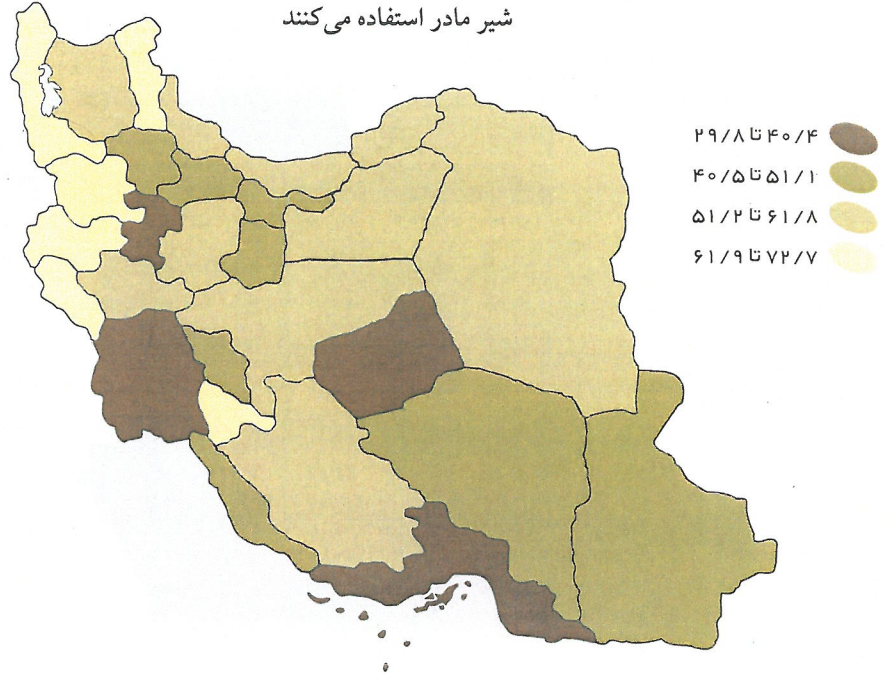 شیر مادر استفاده می‌کنند
۲۹/۸ تا ۴۰/۴
۴۰/۵ تا ۵۱/۱
۵۱/۲ تا ۶۱/۸
۶۱/۹ تا ۷۲/۷